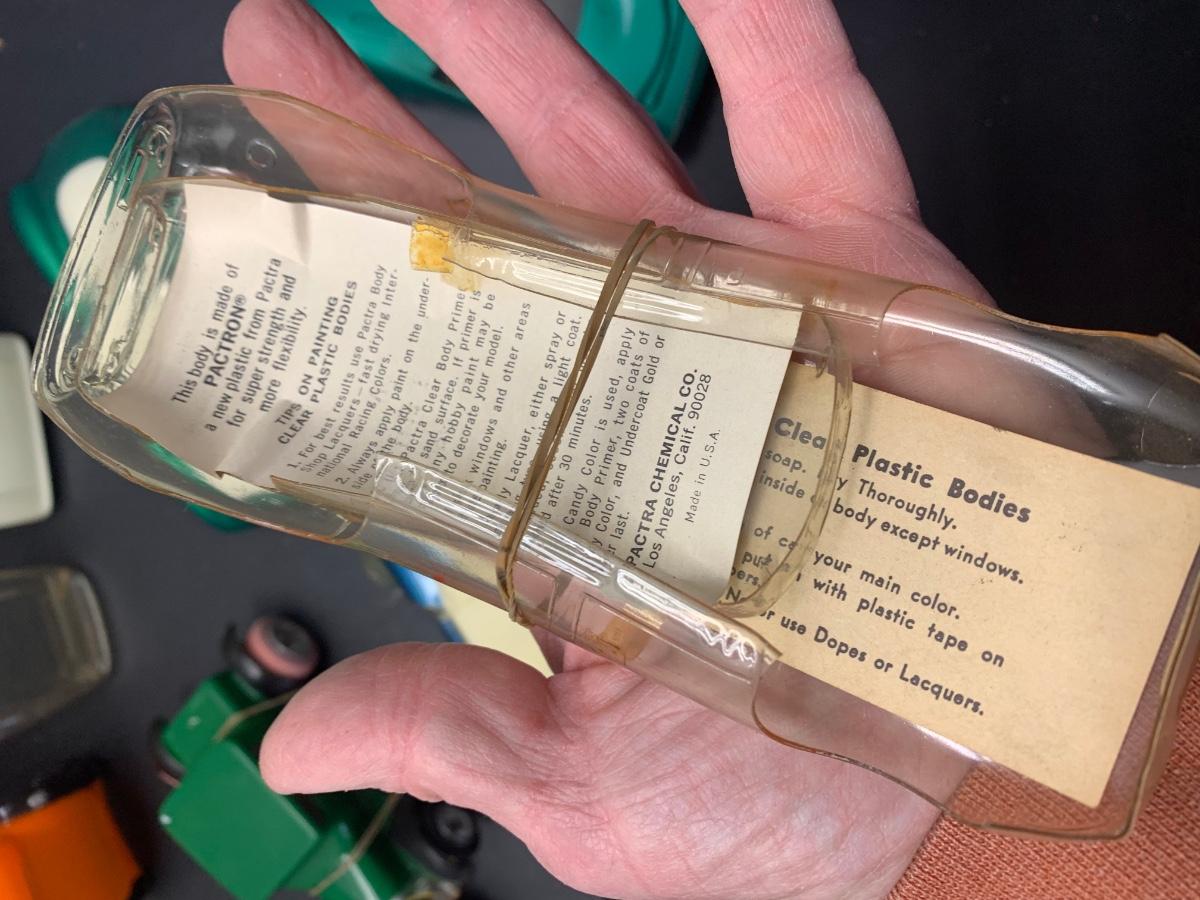 This body is made of
PACTRON®
a new plastic from Pactra
for super strength and
more flexibility.
TIPS ON PAINTING
CLEAR PLASTIC BODIES
1. For best results use Pactra Body
Shop Lacquers — fast drying Inter-
national Racing Colors.
2. Always apply paint on the under-
side of the body.
Pactra Clear Body Prime
sand surface. If primer is
ny hobby paint may be
to decorate your model.
windows and other areas
painting.
Lacquer, either spray or
using a light coat.
after 30 minutes.
Candy Color is used, apply
Body Primer, two coats of
Color, and Undercoat Gold or
last.
PACTRA CHEMICAL CO.
Los Angeles, Calif. 90028
Made in U.S.A.
Plastic Bodies
soap. Thoroughly.
inside body except windows.
of your main color.
put with plastic tape on
use Dopes or Lacquers.